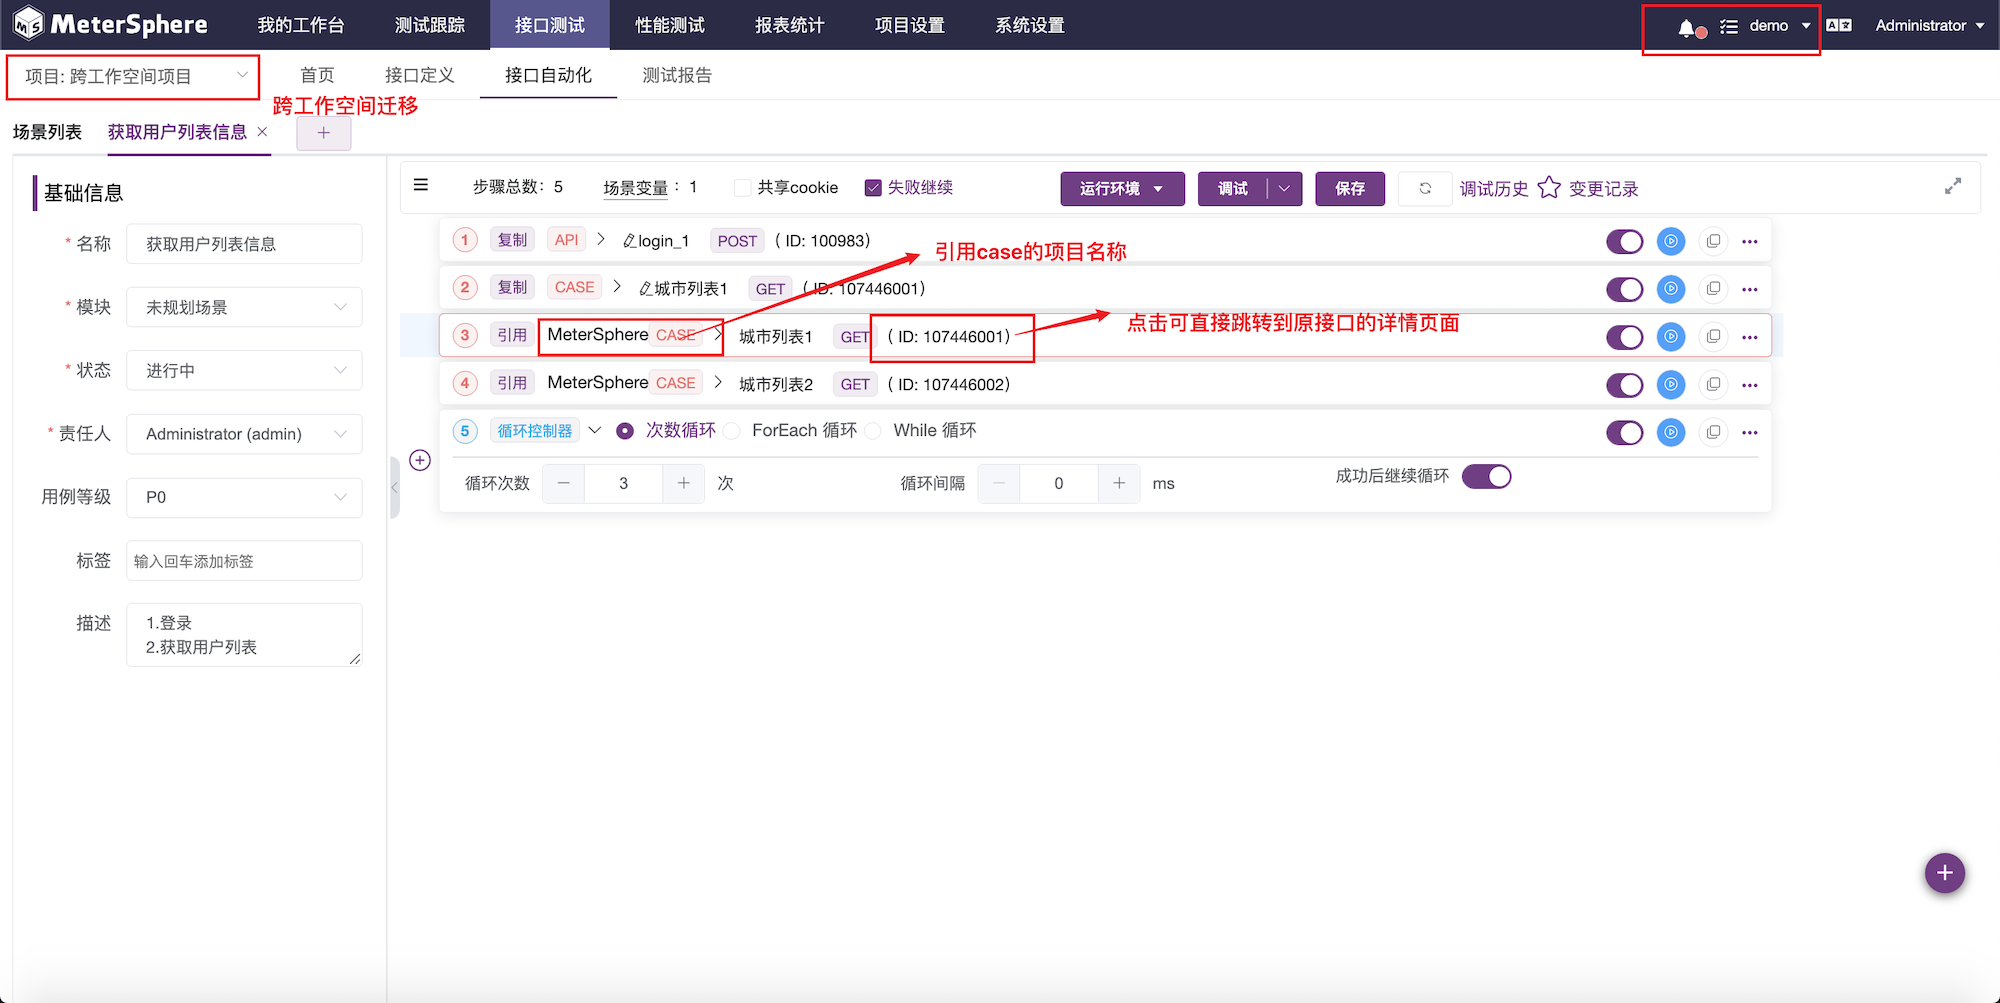 MeterSphere 我的工作台 测试跟踪 接口测试 性能测试 报表统计 项目设置 系统设置 demo Administrator
项目: 跨工作空间项目 首页 接口定义 接口自动化 测试报告
跨工作空间迁移
场景列表 获取用户列表信息 × +
基础信息
* 名称 获取用户列表信息
* 模块 未规划场景
* 状态 进行中
* 责任人 Administrator (admin)
用例等级 P0
标签 输入回车添加标签
描述 1.登录
2.获取用户列表
步骤总数: 5 场景变量 : 1 共享cookie 失败继续 运行环境 调试 保存 调试历史 变更记录
1 复制 API > login_1 POST ( ID: 100983)
引用case的项目名称
2 复制 CASE > 城市列表1 GET ( ID: 107446001)
点击可直接跳转到原接口的详情页面
3 引用 MeterSphere CASE > 城市列表1 GET ( ID: 107446001)
4 引用 MeterSphere CASE > 城市列表2 GET ( ID: 107446002)
5 循环控制器 次数循环 ForEach 循环 While 循环
循环次数 − 3 + 次 循环间隔 − 0 + ms 成功后继续循环
+